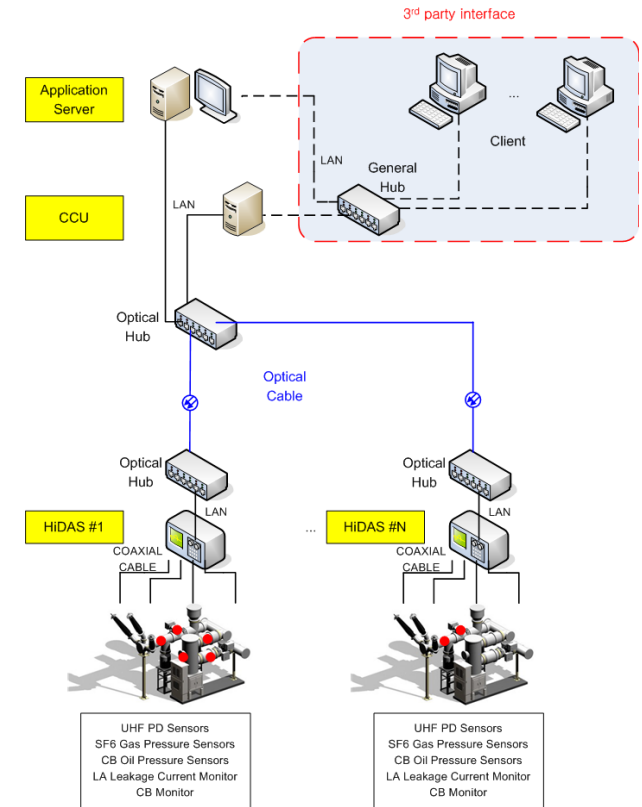 3rd party interface
Application
Server
...
Client
LAN
General
Hub
CCU
LAN
Optical
Hub
Optical
Cable
Optical
Hub
Optical
Hub
LAN
LAN
HiDAS #1
...
HiDAS #N
COAXIAL
CABLE
COAXIAL
CABLE
UHF PD Sensors
SF6 Gas Pressure Sensors
CB Oil Pressure Sensors
LA Leakage Current Monitor
CB Monitor
UHF PD Sensors
SF6 Gas Pressure Sensors
CB Oil Pressure Sensors
LA Leakage Current Monitor
CB Monitor